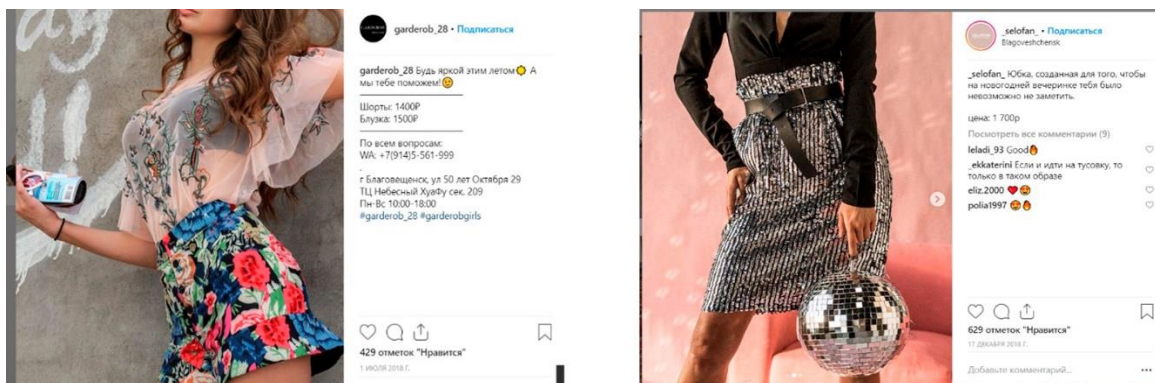 garderob_28 • Подписаться
garderob_28 Будь яркой этим летом🌞 А
мы тебе поможем!😉
Шорты: 1400₽
Блузка: 1500₽
По всем вопросам:
WA: +7(914)5-561-999
.
г Благовещенск, ул 50 лет Октября 29
ТЦ Небесный ХуаФу сек. 209
Пн-Вс 10:00-18:00
#garderob_28 #garderobgirls
429 отметок "Нравится"
1 ИЮЛЯ 2018 Г.
_selofan_ • Подписаться
Blagoveshchensk
_selofan_ Юбка, созданная для того, чтобы
на новогодней вечеринке тебя было
невозможно не заметить.
цена: 1 700р
Посмотреть все комментарии (9)
leladi_93 Good🔥
_ekkaterini Если и идти на тусовку, то
только в таком образе
eliz.2000 ❤️😍
polia1997 😍🔥
629 отметок "Нравится"
17 ДЕКАБРЯ 2018 Г.
Добавьте комментарий...